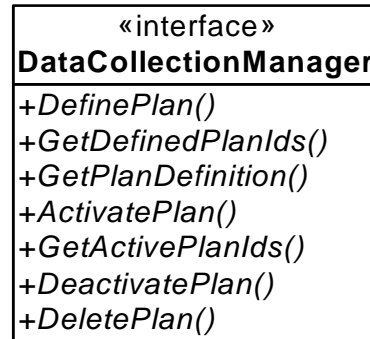 «interface»
DataCollectionManager
+DefinePlan()
+GetDefinedPlanIds()
+GetPlanDefinition()
+ActivatePlan()
+GetActivePlanIds()
+DeactivatePlan()
+DeletePlan()